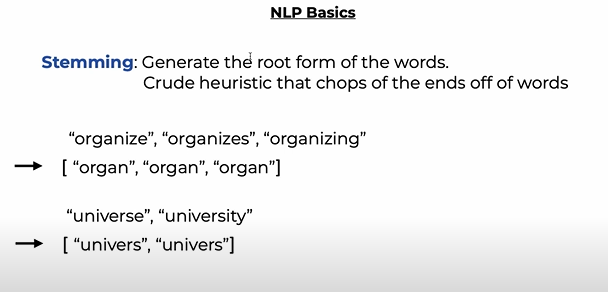 NLP Basics
Stemming: Generate the root form of the words.
Crude heuristic that chops of the ends off of words
“organize”, “organizes”, “organizing”
[ “organ”, “organ”, “organ”]
“universe”, “university”
[ “univers”, “univers”]